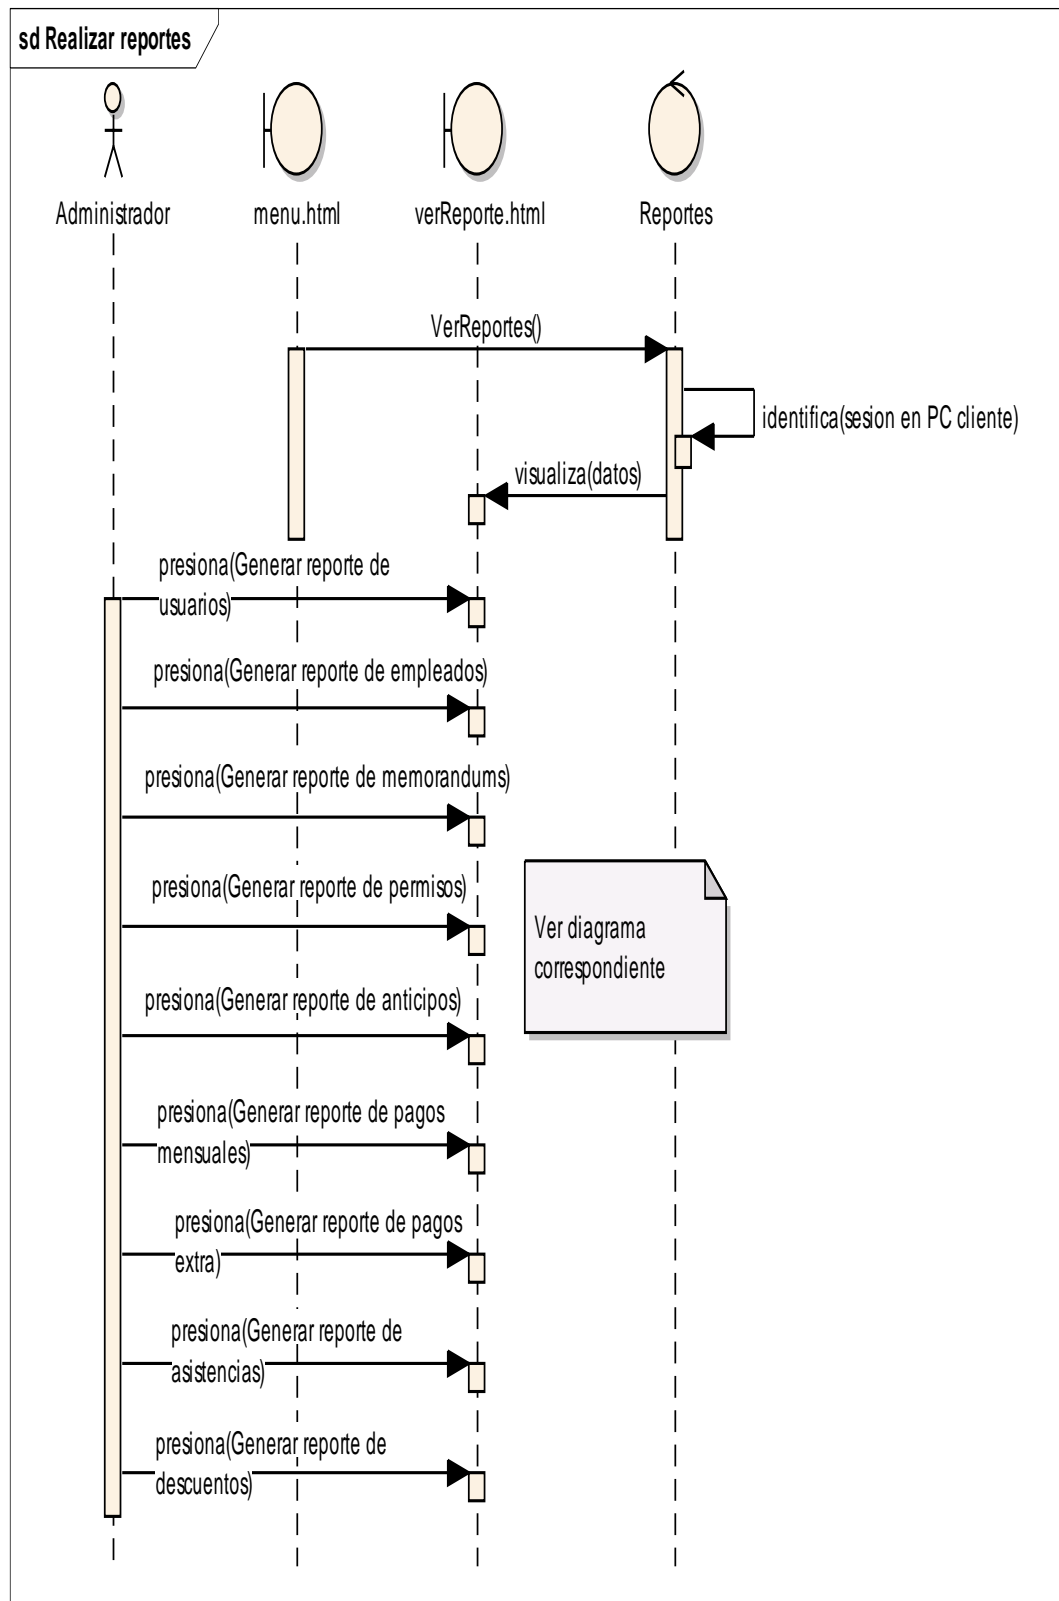 sd Realizar reportes
Administrador
menu.html
verReporte.html
Reportes
VerReportes()
identifica(sesion en PC cliente)
visualiza(datos)
presiona(Generar reporte de
usuarios)
presiona(Generar reporte de empleados)
presiona(Generar reporte de memorandums)
presiona(Generar reporte de permisos)
Ver diagrama
correspondiente
presiona(Generar reporte de anticipos)
presiona(Generar reporte de pagos
mensuales)
presiona(Generar reporte de pagos
extra)
presiona(Generar reporte de
asistencias)
presiona(Generar reporte de
descuentos)